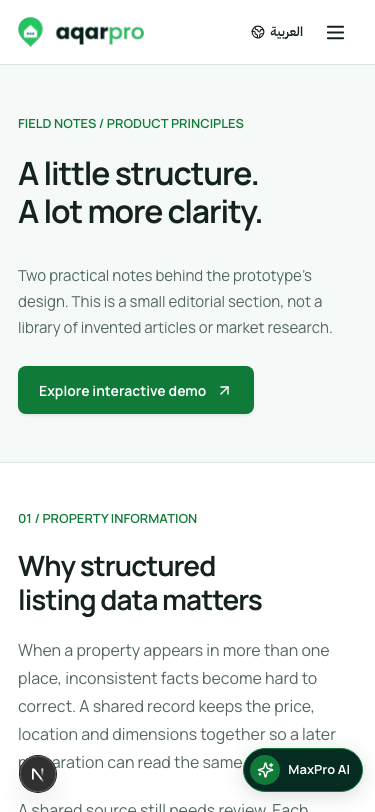 aqarpro
العربية
FIELD NOTES / PRODUCT PRINCIPLES
A little structure.
A lot more clarity.
Two practical notes behind the prototype's
design. This is a small editorial section, not a
library of invented articles or market research.
Explore interactive demo
01 / PROPERTY INFORMATION
Why structured
listing data matters
When a property appears in more than one
place, inconsistent facts become hard to
correct. A shared record keeps the price,
location and dimensions together so a later
can read the same
N
MaxPro AI
A shared source still needs review. Each